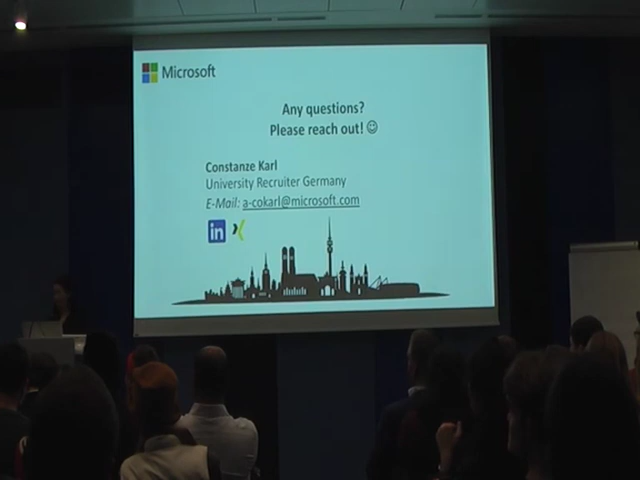 Microsoft
Any questions?
Please reach out! ☺
Constanze Karl
University Recruiter Germany
E-Mail: a-cokarl@microsoft.com
in